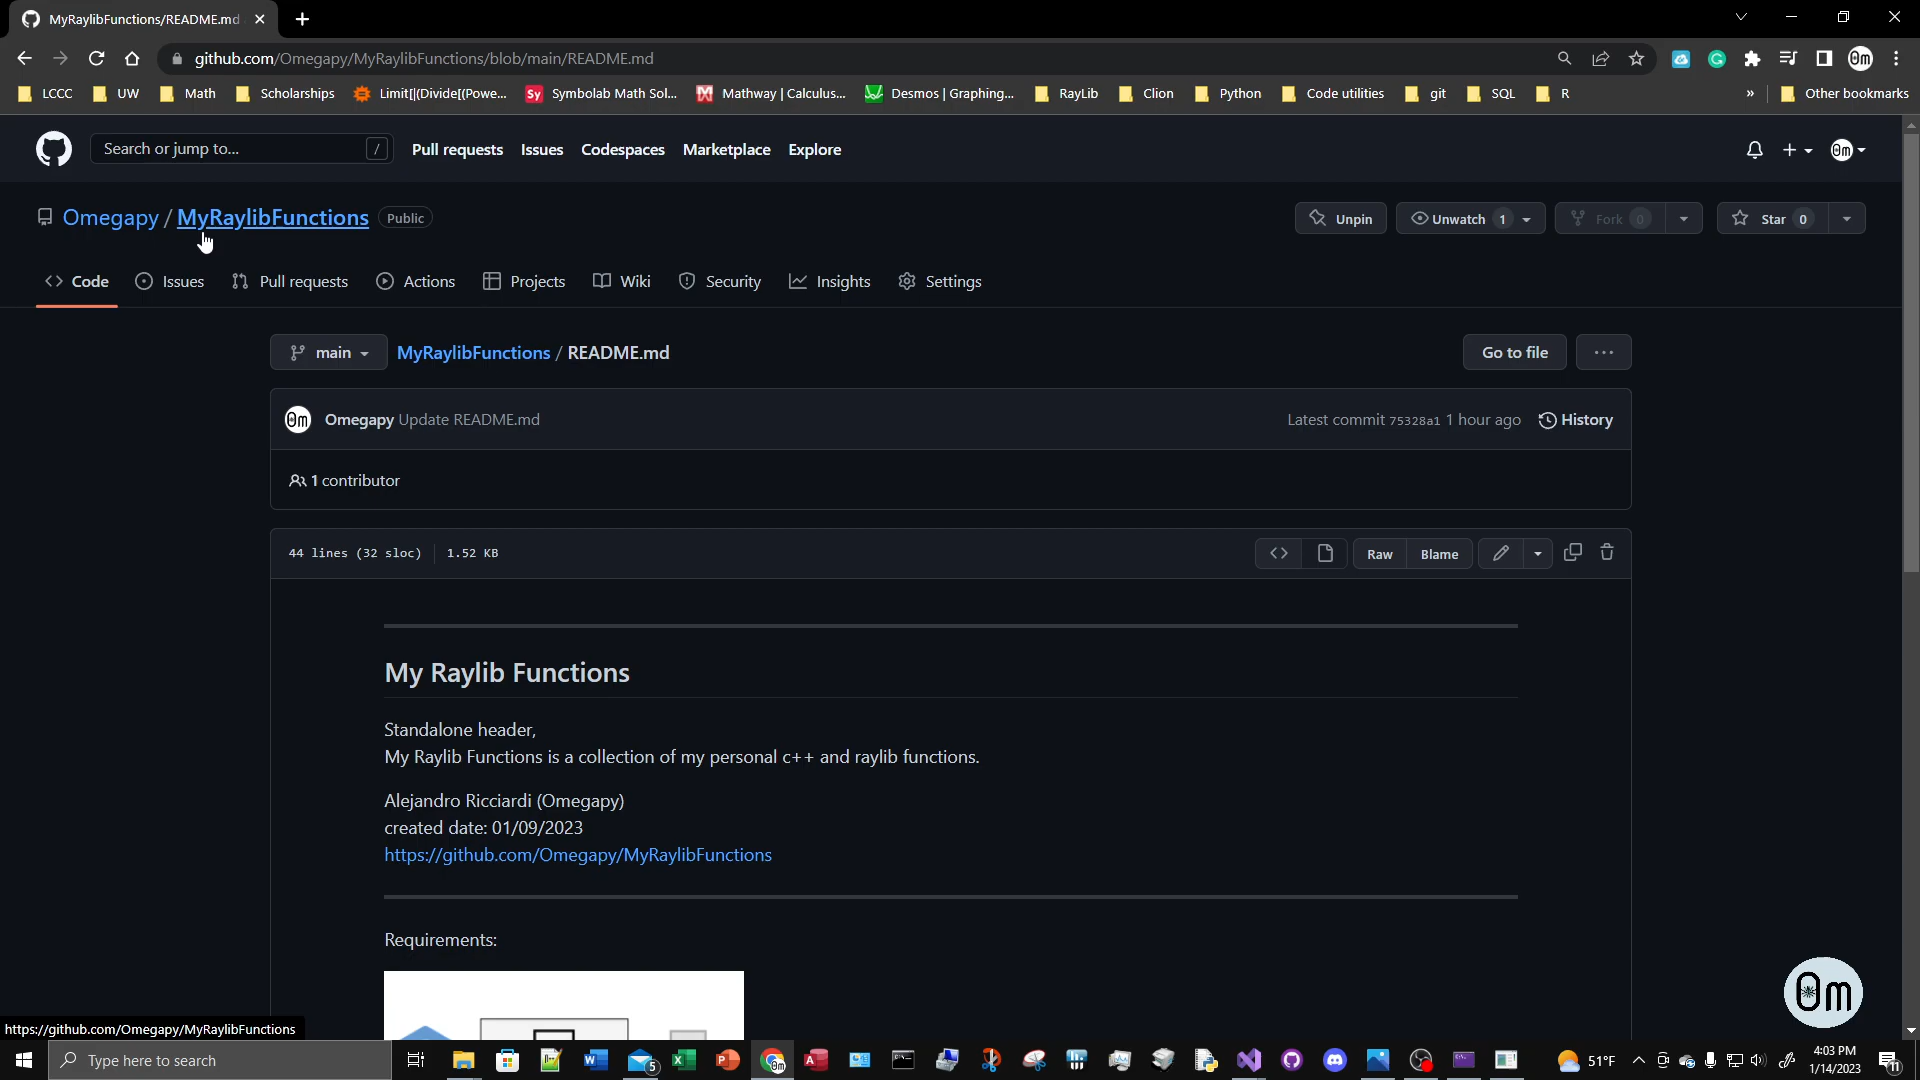 MyRaylibFunctions/README.md
github.com/Omegapy/MyRaylibFunctions/blob/main/README.md
LCCC UW Math Scholarships Limit[|(Divide[(Powe... Sy Symbolab Math Sol... Mathway | Calculus... Desmos | Graphing... RayLib Clion Python Code utilities git SQL R » Other bookmarks
Search or jump to... / Pull requests Issues Codespaces Marketplace Explore
Omegapy / MyRaylibFunctions Public Unpin Unwatch 1 Fork 0 Star 0
Code Issues Pull requests Actions Projects Wiki Security Insights Settings
main MyRaylibFunctions / README.md Go to file ...
Omegapy Update README.md Latest commit 75328a1 1 hour ago History
1 contributor
44 lines (32 sloc) 1.52 KB <> Raw Blame
My Raylib Functions
Standalone header,
My Raylib Functions is a collection of my personal c++ and raylib functions.
Alejandro Ricciardi (Omegapy)
created date: 01/09/2023
https://github.com/Omegapy/MyRaylibFunctions
Requirements:
0m
https://github.com/Omegapy/MyRaylibFunctions
Type here to search 5 51°F 4:03 PM
1/14/2023 11